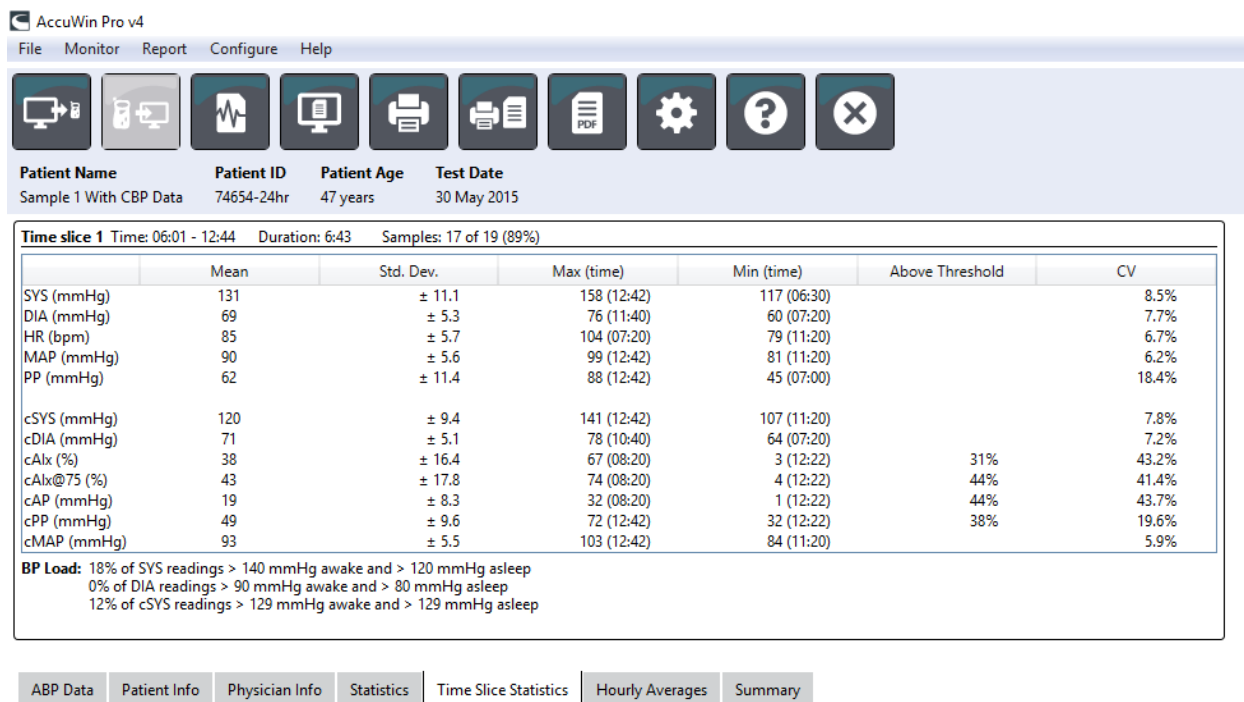 AccuWin Pro v4
File Monitor Report Configure Help
PDF
Patient Name Patient ID Patient Age Test Date
Sample 1 With CBP Data 74654-24hr 47 years 30 May 2015
Time slice 1 Time: 06:01 - 12:44 Duration: 6:43 Samples: 17 of 19 (89%)
Mean Std. Dev. Max (time) Min (time) Above Threshold CV
SYS (mmHg) 131 ± 11.1 158 (12:42) 117 (06:30) 8.5%
DIA (mmHg) 69 ± 5.3 76 (11:40) 60 (07:20) 7.7%
HR (bpm) 85 ± 5.7 104 (07:20) 79 (11:20) 6.7%
MAP (mmHg) 90 ± 5.6 99 (12:42) 81 (11:20) 6.2%
PP (mmHg) 62 ± 11.4 88 (12:42) 45 (07:00) 18.4%
cSYS (mmHg) 120 ± 9.4 141 (12:42) 107 (11:20) 7.8%
cDIA (mmHg) 71 ± 5.1 78 (10:40) 64 (07:20) 7.2%
cAIx (%) 38 ± 16.4 67 (08:20) 3 (12:22) 31% 43.2%
cAIx@75 (%) 43 ± 17.8 74 (08:20) 4 (12:22) 44% 41.4%
cAP (mmHg) 19 ± 8.3 32 (08:20) 1 (12:22) 44% 43.7%
cPP (mmHg) 49 ± 9.6 72 (12:42) 32 (12:22) 38% 19.6%
cMAP (mmHg) 93 ± 5.5 103 (12:42) 84 (11:20) 5.9%
BP Load: 18% of SYS readings > 140 mmHg awake and > 120 mmHg asleep
0% of DIA readings > 90 mmHg awake and > 80 mmHg asleep
12% of cSYS readings > 129 mmHg awake and > 129 mmHg asleep
ABP Data Patient Info Physician Info Statistics Time Slice Statistics Hourly Averages Summary